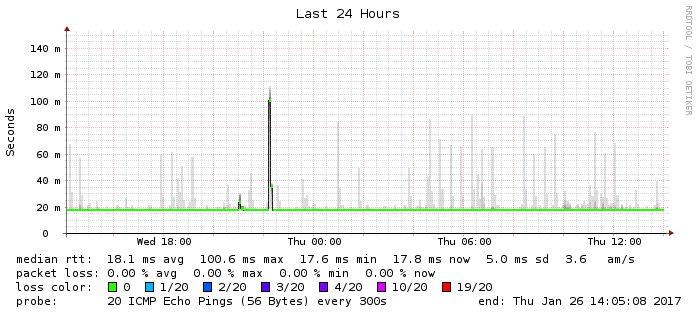 Last 24 Hours
RRDTOOL / TOBI OETIKER
Seconds
140 m
120 m
100 m
80 m
60 m
40 m
20 m
0
Wed 18:00 Thu 00:00 Thu 06:00 Thu 12:00
median rtt: 18.1 ms avg 100.6 ms max 17.6 ms min 17.8 ms now 5.0 ms sd 3.6 am/s
packet loss: 0.00 % avg 0.00 % max 0.00 % min 0.00 % now
loss color: 0 1/20 2/20 3/20 4/20 10/20 19/20
probe: 20 ICMP Echo Pings (56 Bytes) every 300s end: Thu Jan 26 14:05:08 2017